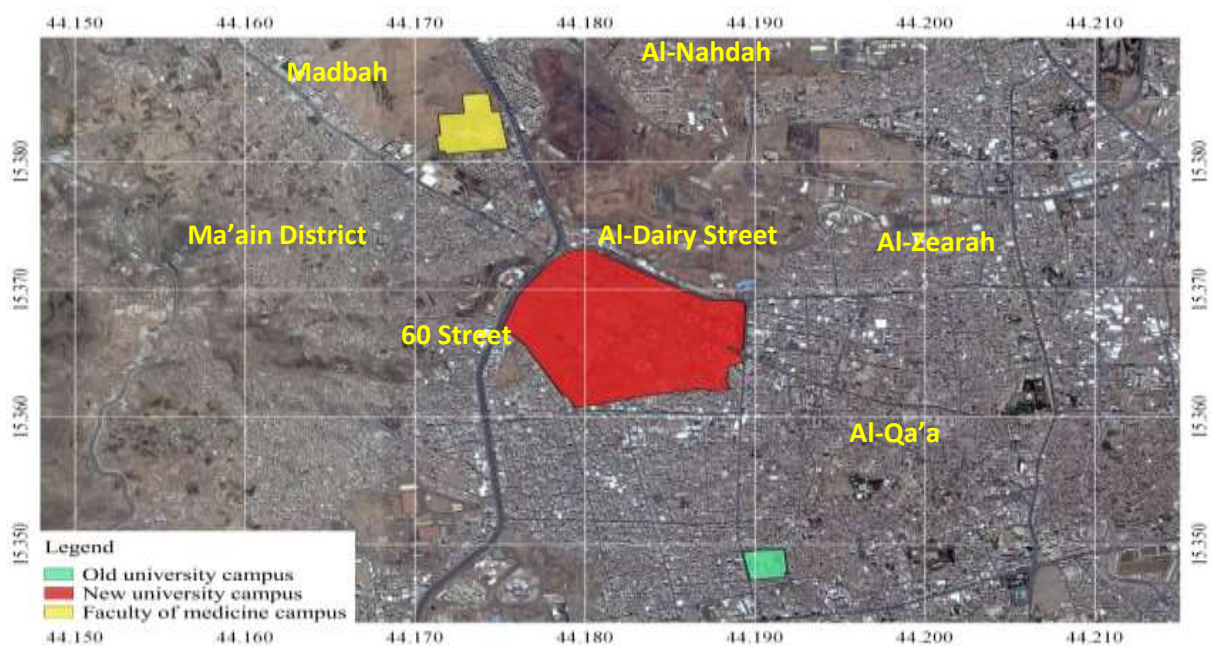 44.150 44.160 44.170 44.180 44.190 44.200 44.210
Al-Nahdah
Madbah
15.380 15.380
Ma'ain District Al-Dairy Street Al-Zearah
15.370 15.370
60 Street
15.360 15.360
Al-Qa'a
15.350 15.350
Legend
Old university campus
New university campus
Faculty of medicine campus
44.150 44.160 44.170 44.180 44.190 44.200 44.210